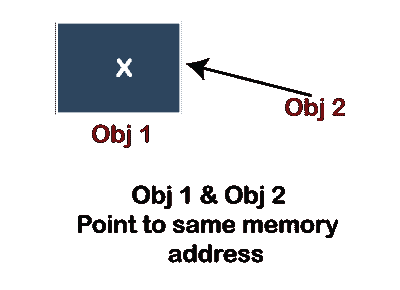 X
Obj 2
Obj 1
Obj 1 & Obj 2
Point to same memory
address